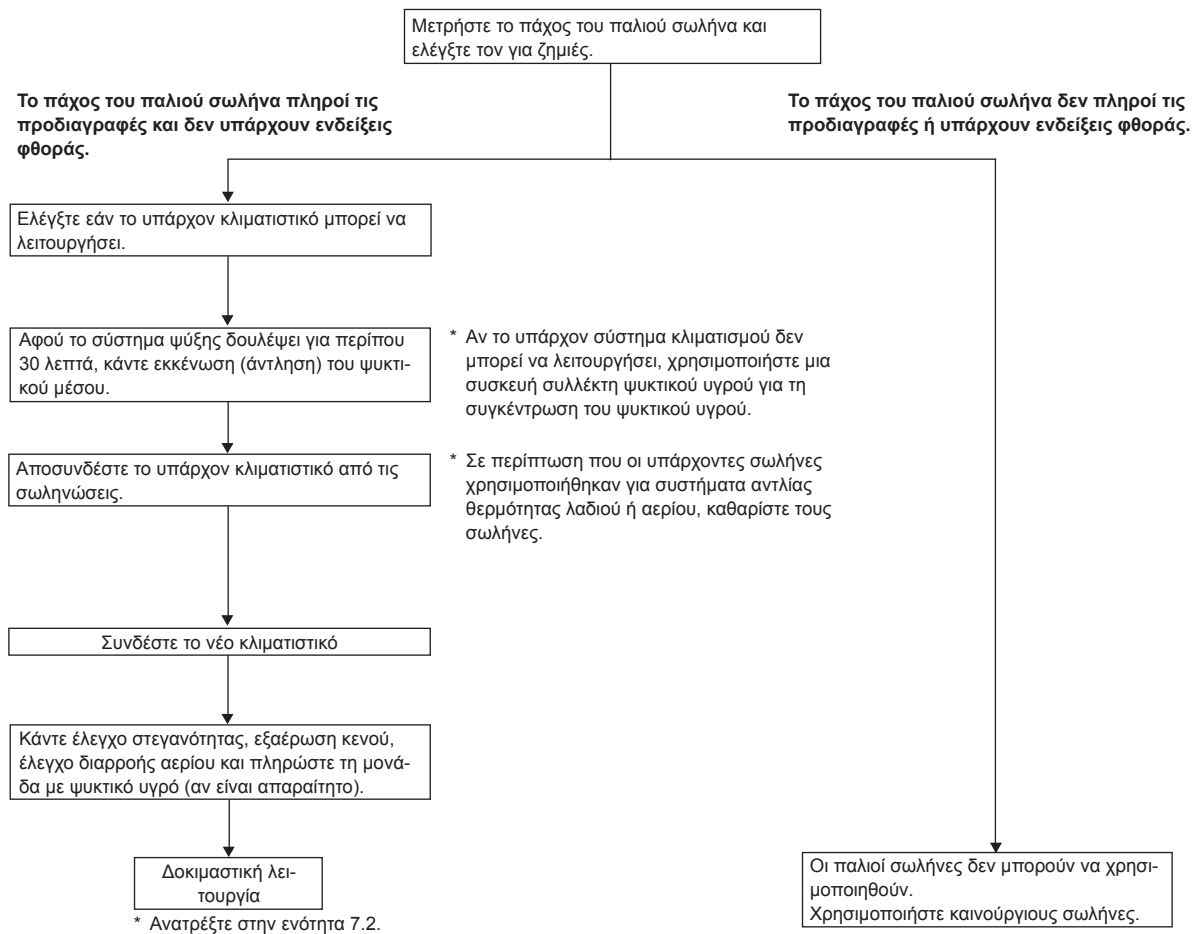 Μετρήστε το πάχος του παλιού σωλήνα και
ελέγξτε τον για ζημιές.
Το πάχος του παλιού σωλήνα πληροί τις
προδιαγραφές και δεν υπάρχουν ενδείξεις
φθοράς.
Το πάχος του παλιού σωλήνα δεν πληροί τις
προδιαγραφές ή υπάρχουν ενδείξεις φθοράς.
Ελέγξτε εάν το υπάρχον κλιματιστικό μπορεί να
λειτουργήσει.
Αφού το σύστημα ψύξης δουλέψει για περίπου
30 λεπτά, κάντε εκκένωση (άντληση) του ψυκτι-
κού μέσου.
* Αν το υπάρχον σύστημα κλιματισμού δεν
μπορεί να λειτουργήσει, χρησιμοποιήστε μια
συσκευή συλλέκτη ψυκτικού υγρού για τη
συγκέντρωση του ψυκτικού υγρού.
Αποσυνδέστε το υπάρχον κλιματιστικό από τις
σωληνώσεις.
* Σε περίπτωση που οι υπάρχοντες σωλήνες
χρησιμοποιήθηκαν για συστήματα αντλίας
θερμότητας λαδιού ή αερίου, καθαρίστε τους
σωλήνες.
Συνδέστε το νέο κλιματιστικό
Κάντε έλεγχο στεγανότητας, εξαέρωση κενού,
έλεγχο διαρροής αερίου και πληρώστε τη μονά-
δα με ψυκτικό υγρό (αν είναι απαραίτητο).
Δοκιμαστική λει-
τουργία
* Ανατρέξτε στην ενότητα 7.2.
Οι παλιοί σωλήνες δεν μπορούν να χρησι-
μοποιηθούν.
Χρησιμοποιήστε καινούργιους σωλήνες.